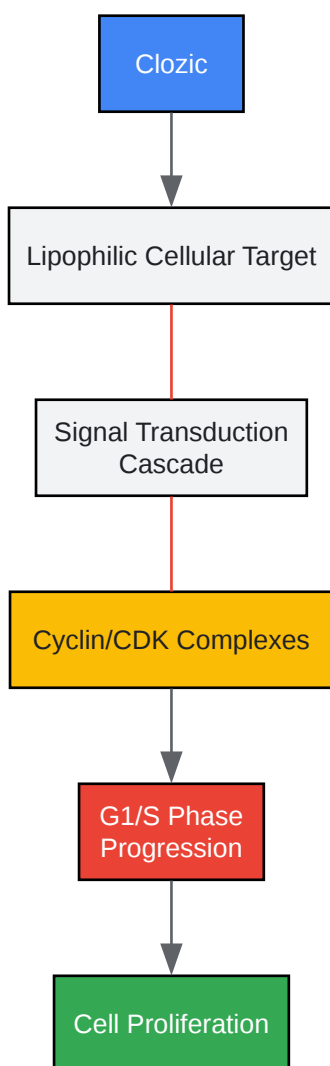 Clozic
Lipophilic Cellular Target
Signal Transduction
Cascade
Cyclin/CDK Complexes
G1/S Phase
Progression
Cell Proliferation